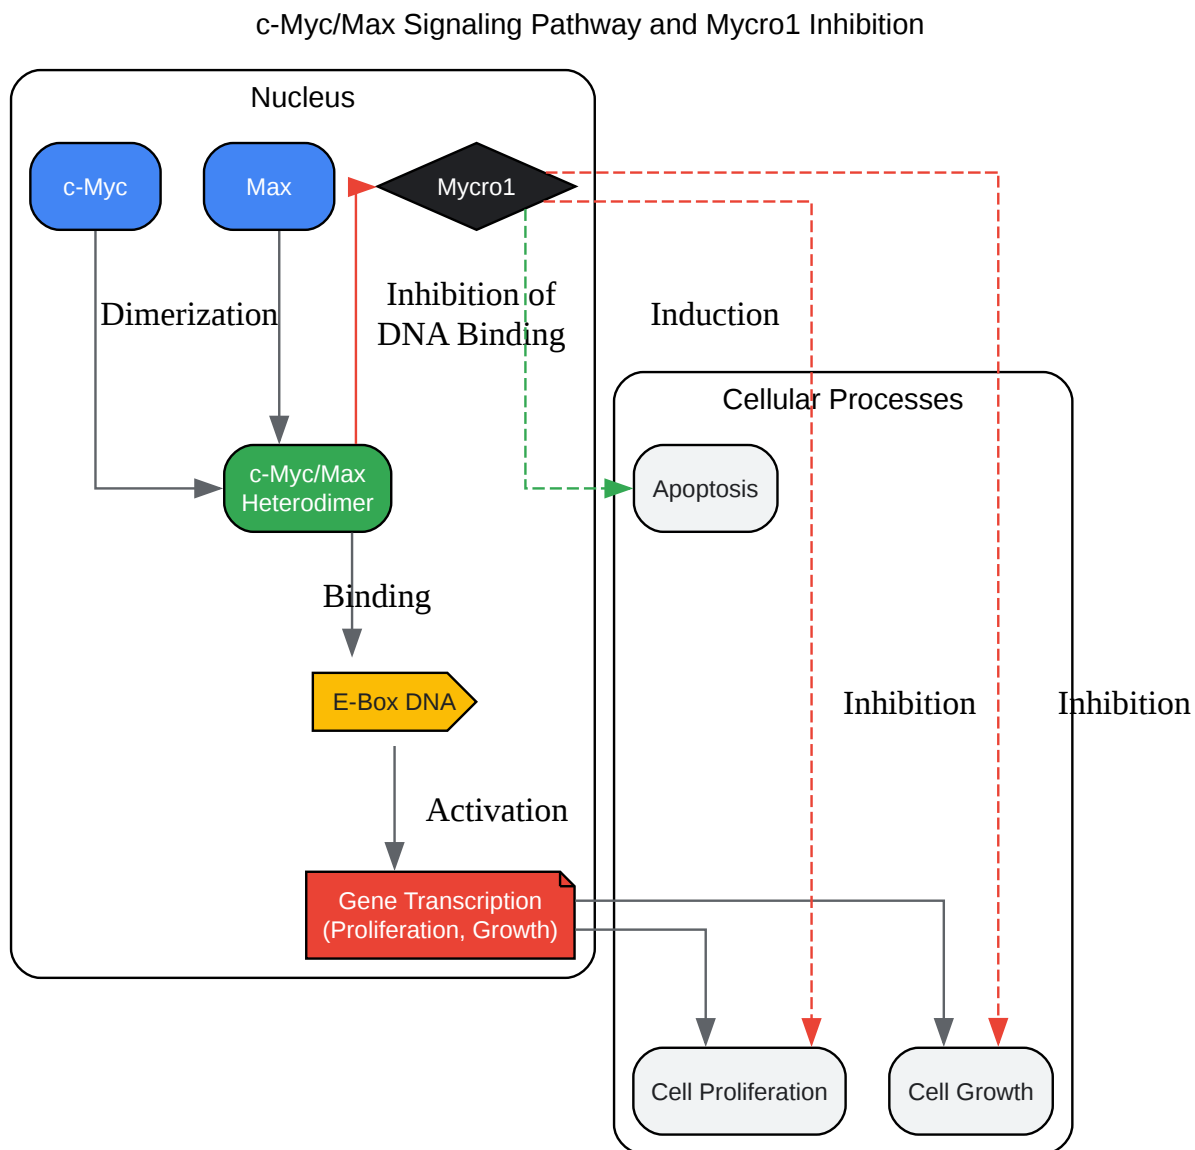 c-Myc/Max Signaling Pathway and Mycro1 Inhibition
Nucleus
c-Myc
Max
Mycro1
Dimerization
Inhibition of
DNA Binding
Induction
Cellular Processes
c-Myc/Max
Heterodimer
Apoptosis
Binding
E-Box DNA
Inhibition
Inhibition
Activation
Gene Transcription
(Proliferation, Growth)
Cell Proliferation
Cell Growth